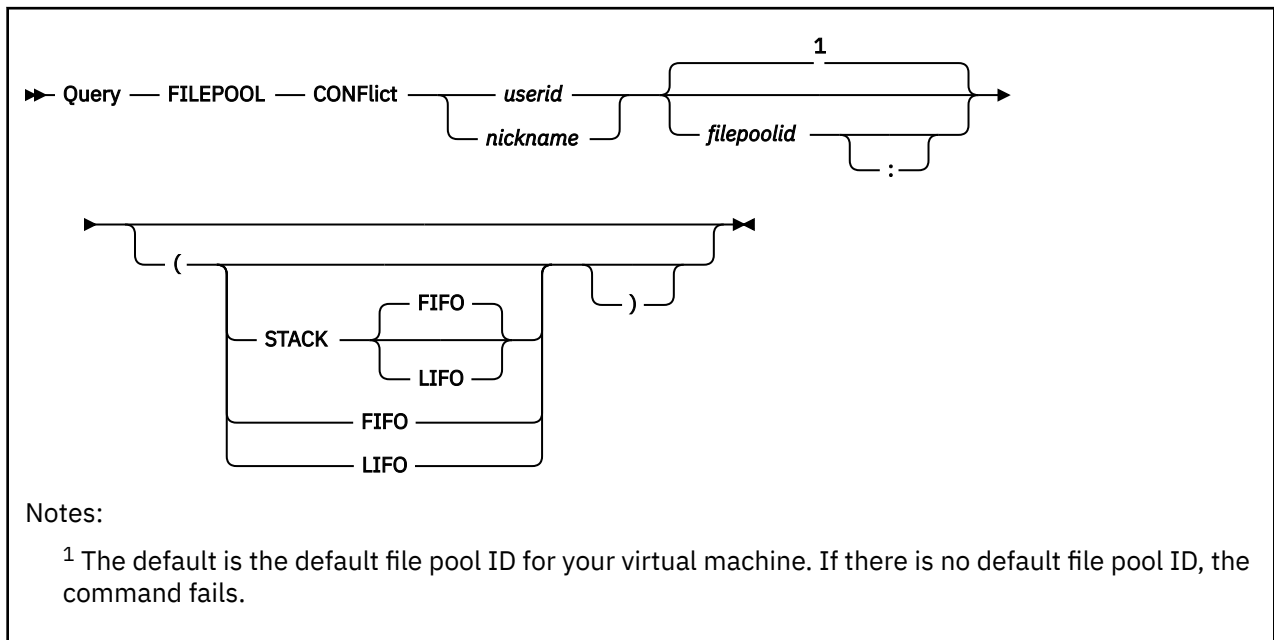 1
Query FILEPOOL CONFlict userid
nickname filepoolid
:
(
FIFO
STACK
LIFO
)
FIFO
LIFO
Notes:
1 The default is the default file pool ID for your virtual machine. If there is no default file pool ID, the
command fails.